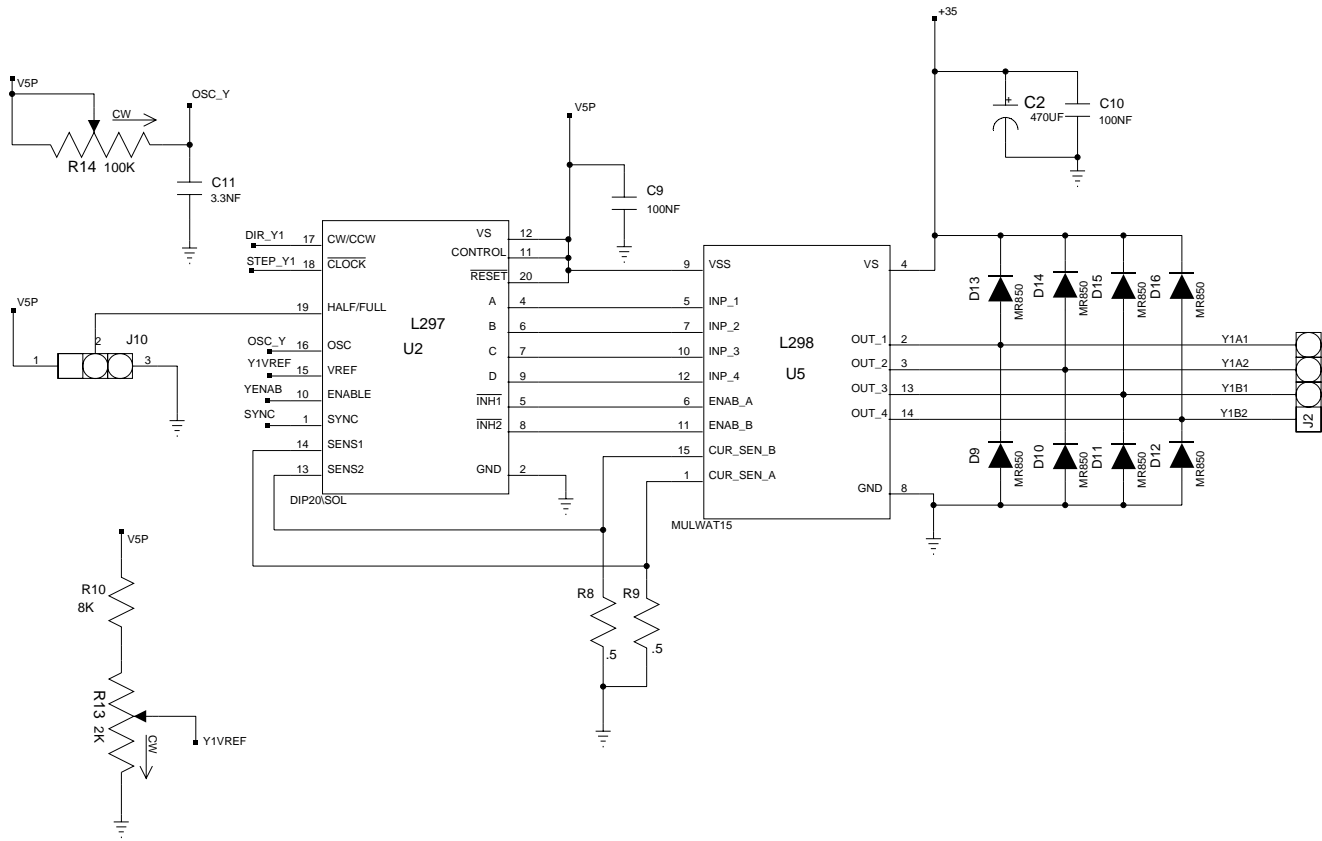 +35
V5P
OSC_Y
CW
R14 100K
C11
3.3NF
V5P
C9
100NF
C2
470UF
C10
100NF
DIR_Y1
17
CW/CCW
STEP_Y1
18
CLOCK
19
HALF/FULL
OSC_Y
16
OSC
Y1VREF
15
VREF
YENAB
10
ENABLE
SYNC
1
SYNC
14
SENS1
13
SENS2
L297
U2
VS
12
CONTROL
11
RESET
20
A
4
B
6
C
7
D
9
INH1
5
INH2
8
GND
2
DIP20\SOL
V5P
1
2
J10
3
9
VSS
5
INP_1
7
INP_2
10
INP_3
12
INP_4
6
ENAB_A
11
ENAB_B
15
CUR_SEN_B
1
CUR_SEN_A
L298
U5
VS
4
OUT_1
2
OUT_2
3
OUT_3
13
OUT_4
14
GND
8
MULWAT15
D13
MR850
D14
MR850
D15
MR850
D16
MR850
Y1A1
Y1A2
Y1B1
Y1B2
J2
D9
MR850
D10
MR850
D11
MR850
D12
MR850
V5P
R10
8K
R13 2K
CW
Y1VREF
R8
.5
R9
.5